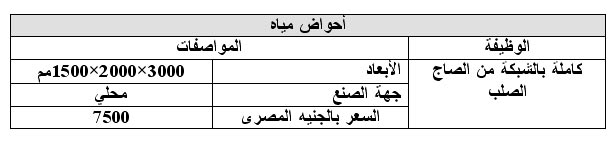 أحواض مياه
الوظيفة المواصفات
كاملة بالشبكة من الصاج الأبعاد 3000×2000×1500مم
الصلب جهة الصنع محلي
السعر بالجنيه المصرى 7500